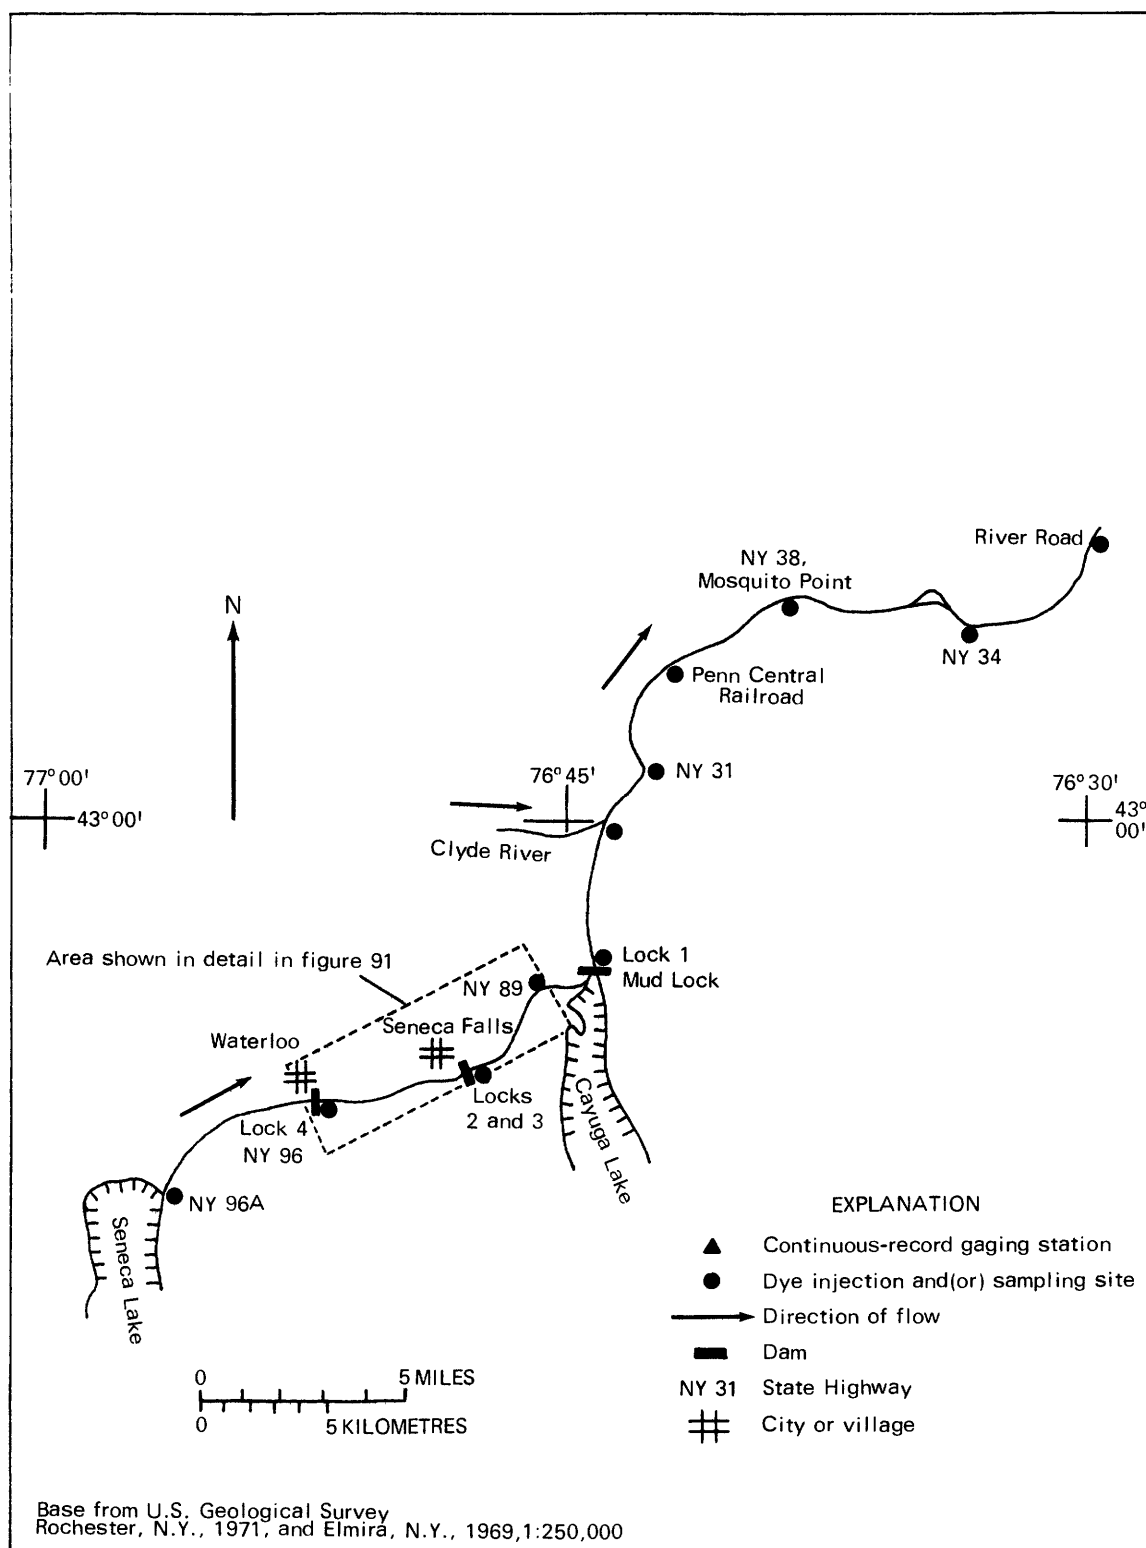 River Road
NY 38,
Mosquito Point
N
NY 34
Penn Central
Railroad
77°00'
76°45'
NY 31
76°30'
43°00'
43°
00'
Clyde River
Lock 1
Mud Lock
Area shown in detail in figure 91
NY 89
Seneca Falls
Waterloo
Locks
2 and 3
Lock 4
NY 96
Cayuga Lake
NY 96A
Seneca Lake
EXPLANATION
Continuous-record gaging station
Dye injection and(or) sampling site
Direction of flow
Dam
NY 31 State Highway
City or village
0 5 MILES
0 5 KILOMETRES
Base from U.S. Geological Survey
Rochester, N.Y., 1971, and Elmira, N.Y., 1969,1:250,000